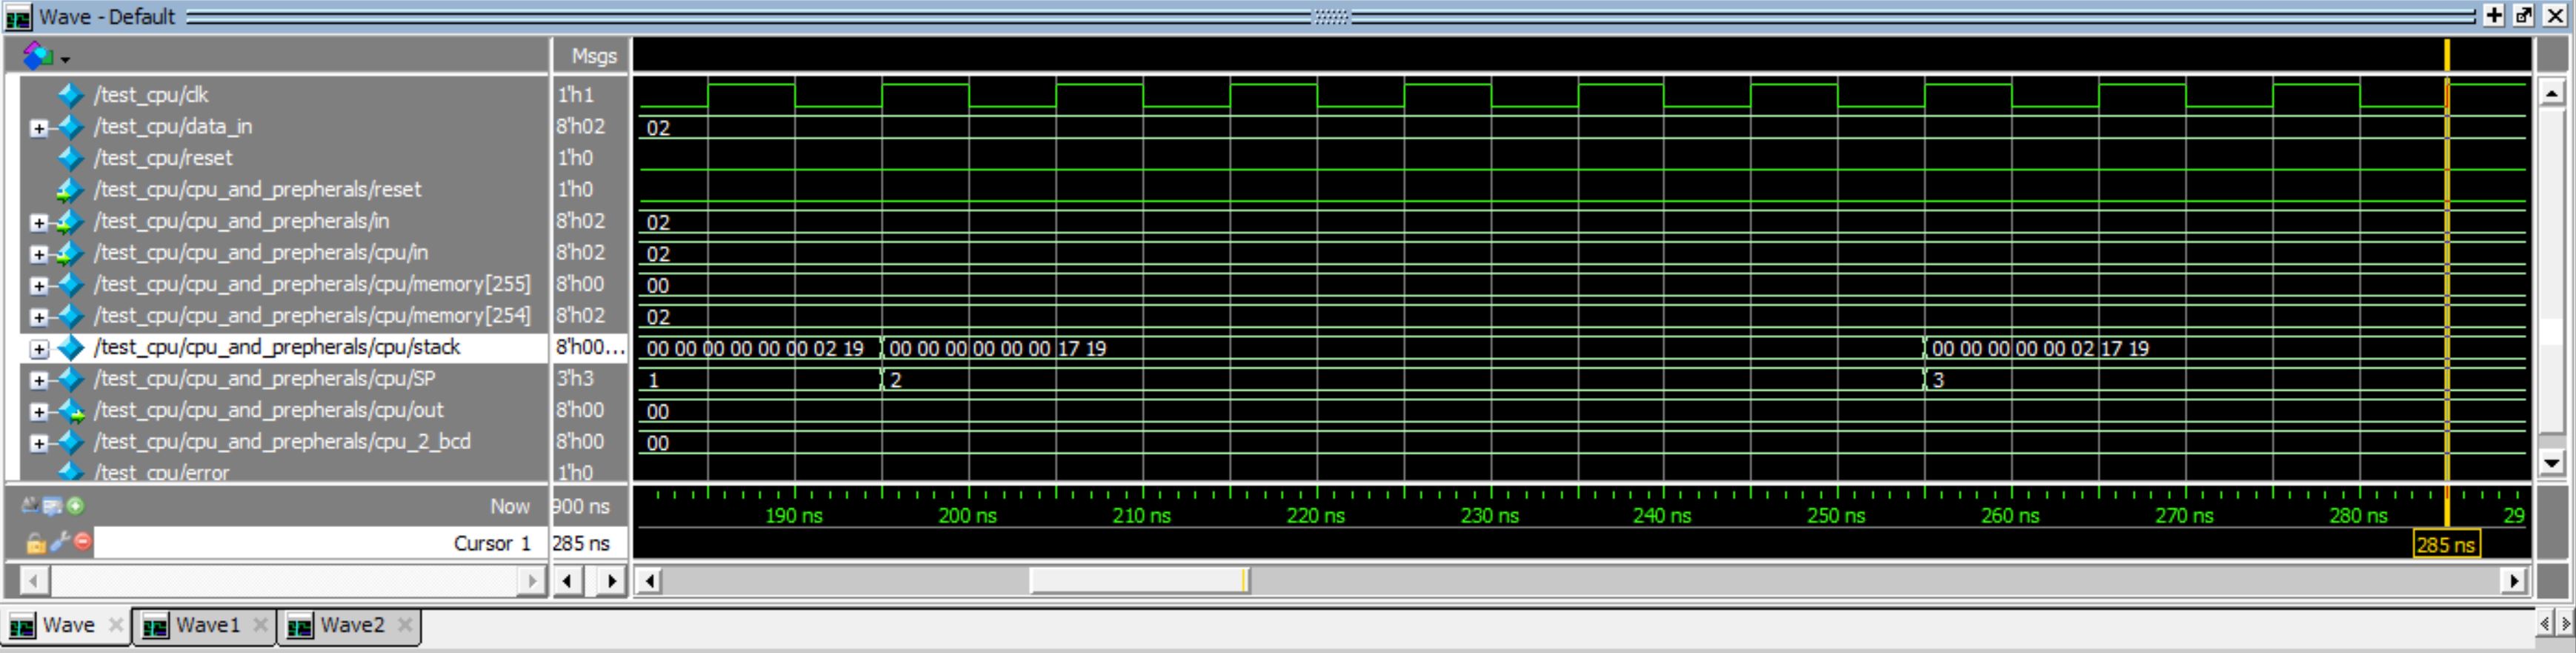 Wave - Default
Msgs
/test_cpu/clk 1'h1
/test_cpu/data_in 8'h02 02
/test_cpu/reset 1'h0
/test_cpu/cpu_and_prepherals/reset 1'h0
/test_cpu/cpu_and_prepherals/in 8'h02 02
/test_cpu/cpu_and_prepherals/cpu/in 8'h02 02
/test_cpu/cpu_and_prepherals/cpu/memory[255] 8'h00 00
/test_cpu/cpu_and_prepherals/cpu/memory[254] 8'h02 02
/test_cpu/cpu_and_prepherals/cpu/stack 8'h00... 00 00 00 00 00 00 02 19 00 00 00 00 00 00 17 19 00 00 00 00 00 02 17 19
/test_cpu/cpu_and_prepherals/cpu/SP 3'h3 1 2 3
/test_cpu/cpu_and_prepherals/cpu/out 8'h00 00
/test_cpu/cpu_and_prepherals/cpu_2_bcd 8'h00 00
/test_cpu/error 1'h0
Now 900 ns 190 ns 200 ns 210 ns 220 ns 230 ns 240 ns 250 ns 260 ns 270 ns 280 ns 29
Cursor 1 285 ns 285 ns
Wave Wave1 Wave2